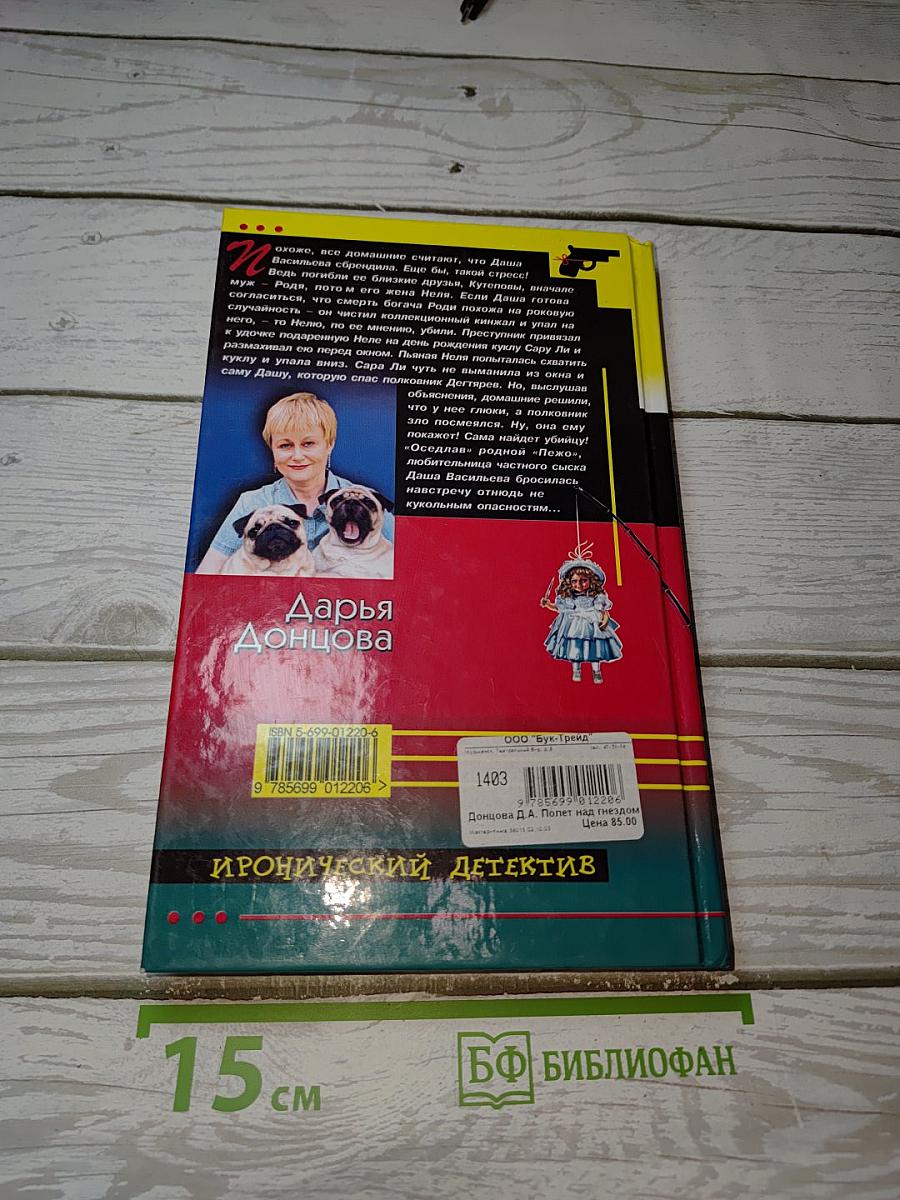 Похоже, все домашние считают, что Даша
Васильева сбрендила. Еще бы, такой стресс!
Ведь погибли ее близкие друзья, Кутеповы, вначале
муж – Родя, потом его жена Неля. Если Даша готова
согласиться, что смерть богача Роди похожа на роковую
случайность – он чистил коллекционный кинжал и упал на
него, – то Нелю, по ее мнению, убили. Преступник привязал
к удочке подаренную Неле на день рождения куклу Сару Ли и
размахивал ею перед окном. Пьяная Неля попыталась схватить
куклу и упала вниз. Сара Ли чуть не выманила из окна и
саму Дашу, которую спас полковник Дегтярев. Но, выслушав
объяснения, домашние решили,
что у нее глюки, а полковник
зло посмеялся. Ну, она ему
покажет! Сама найдет убийцу!
«Оседлав» родной «Пежо»,
любительница частного сыска
Даша Васильева бросилась
навстречу отнюдь не
кукольным опасностям...
Дарья
Донцова
ISBN 5-699-01220-6
9 785699 012206 >
ООО "Бук-Трейд"
1403
9 785699 012206
Донцова Д.А. Полет над гнездом
Цена 85.00
ИРОНИЧЕСКИЙ ДЕТЕКТИВ
15 см
БФ БИБЛИОФАН